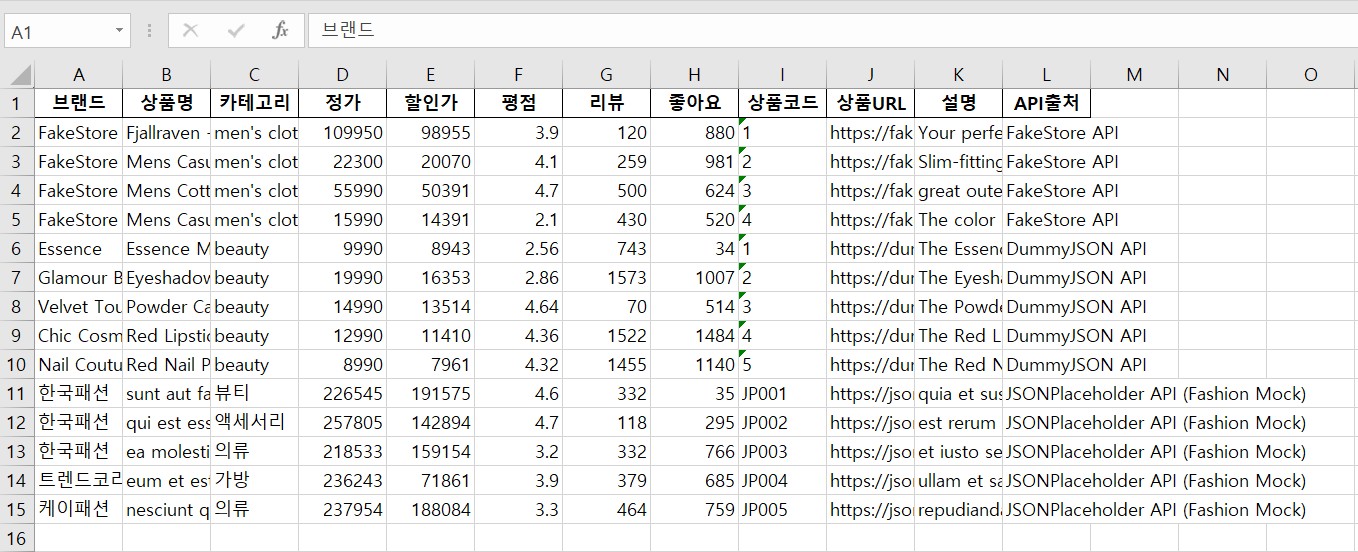 A1 fx 브랜드
A B C D E F G H I J K L M N O
1 브랜드 상품명 카테고리 정가 할인가 평점 리뷰 좋아요 상품코드 상품URL 설명 API출처
2 FakeStore Fjallraven - men's clot 109950 98955 3.9 120 880 1 https://fak Your perfe FakeStore API
3 FakeStore Mens Casu men's clot 22300 20070 4.1 259 981 2 https://fak Slim-fitting FakeStore API
4 FakeStore Mens Cott men's clot 55990 50391 4.7 500 624 3 https://fak great oute FakeStore API
5 FakeStore Mens Casu men's clot 15990 14391 2.1 430 520 4 https://fak The color FakeStore API
6 Essence Essence M beauty 9990 8943 2.56 743 34 1 https://dur The Essenc DummyJSON API
7 Glamour B Eyeshadow beauty 19990 16353 2.86 1573 1007 2 https://dur The Eyesha DummyJSON API
8 Velvet Tou Powder Ca beauty 14990 13514 4.64 70 514 3 https://dur The Powde DummyJSON API
9 Chic Cosm Red Lipstic beauty 12990 11410 4.36 1522 1484 4 https://dur The Red L DummyJSON API
10 Nail Coutu Red Nail P beauty 8990 7961 4.32 1455 1140 5 https://dur The Red N DummyJSON API
11 한국패션 sunt aut fa 뷰티 226545 191575 4.6 332 35 JP001 https://jso quia et sus JSONPlaceholder API (Fashion Mock)
12 한국패션 qui est ess 액세서리 257805 142894 4.7 118 295 JP002 https://jso est rerum JSONPlaceholder API (Fashion Mock)
13 한국패션 ea molesti 의류 218533 159154 3.2 332 766 JP003 https://jso et iusto se JSONPlaceholder API (Fashion Mock)
14 트렌드코리 eum et es 가방 236243 71861 3.9 379 685 JP004 https://jso ullam et sa JSONPlaceholder API (Fashion Mock)
15 케이패션 nesciunt q 의류 237954 188084 3.3 464 759 JP005 https://jso repudianda JSONPlaceholder API (Fashion Mock)
16